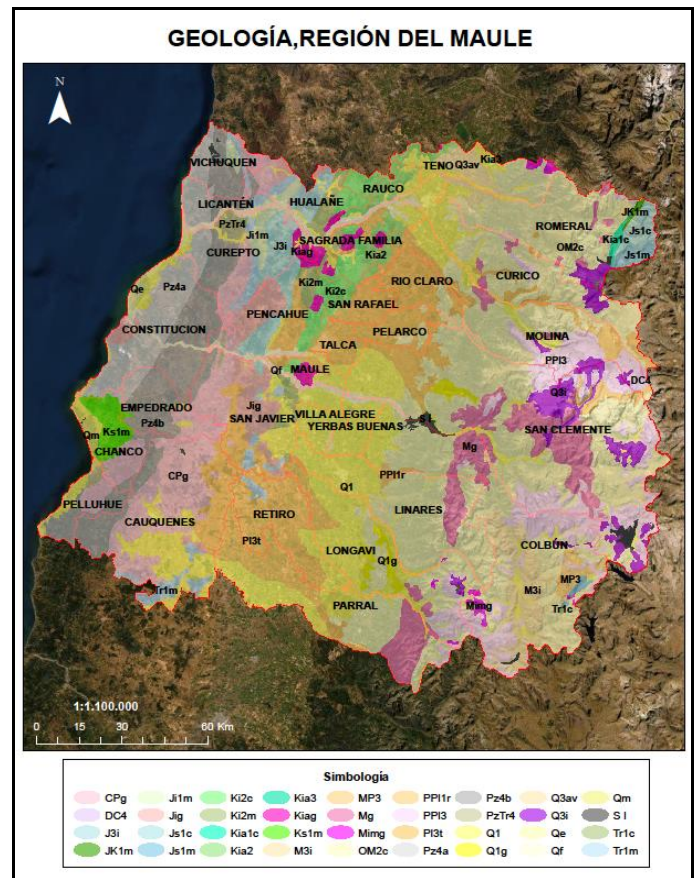 GEOLOGÍA,REGIÓN DEL MAULE
N
VICHUQUEN
TENO Q3av Kia3
RAUCO
LICANTÉN HUALAÑE
JK1m
PzTr4
ROMERAL
Ji1m
SAGRADA FAMILIA
Js1c
J3i
Kia1c
CUREPTO
Kiag
Kia2
OM2c
Js1m
CURICO
Ki2m
RIO CLARO
Qe
Pz4a
Ki2c
PENCAHUE
SAN RAFAEL
CONSTITUCION
PELARCO
MOLINA
TALCA
PPl3
Qf MAULE
DC4
Q3i
EMPEDRADO
Jig
VILLA ALEGRE
S I
SAN JAVIER
YERBAS BUENAS
SAN CLEMENTE
Qm Ks1m
Pz4b
CHANCO
Mg
CPg
PPl1r
Q1
PELLUHUE
RETIRO
LINARES
CAUQUENES
Pl3t
COLBÚN
LONGAVI
Q1g
MP3
Tr1m
M3i
PARRAL
Mimg
Tr1c
1:1.100.000
0 15 30 60 Km
Simbología
CPg Ji1m Ki2c Kia3 MP3 PPl1r Pz4b Q3av Qm
DC4 Jig Ki2m Kiag Mg PPl3 PzTr4 Q3i S I
J3i Js1c Kia1c Ks1m Mimg Pl3t Q1 Qe Tr1c
JK1m Js1m Kia2 M3i OM2c Pz4a Q1g Qf Tr1m